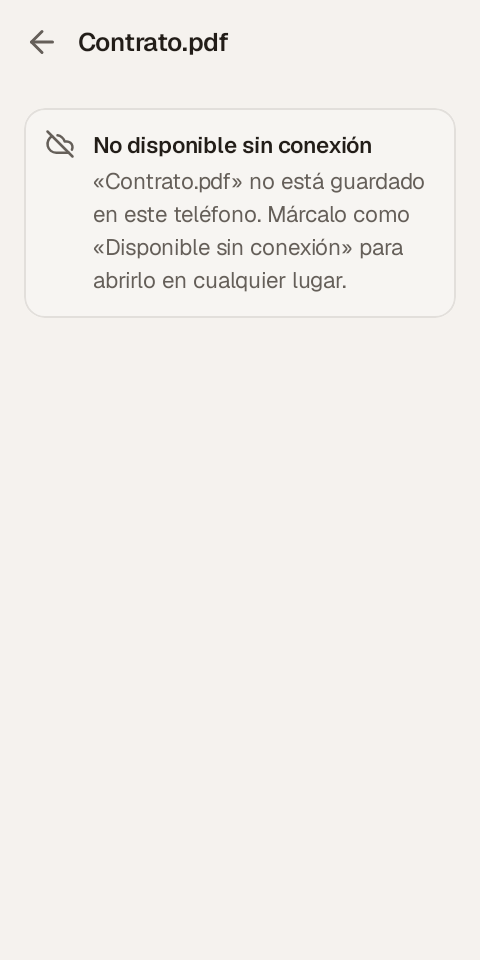 Contrato.pdf
No disponible sin conexión
«Contrato.pdf» no está guardado
en este teléfono. Márcalo como
«Disponible sin conexión» para
abrirlo en cualquier lugar.